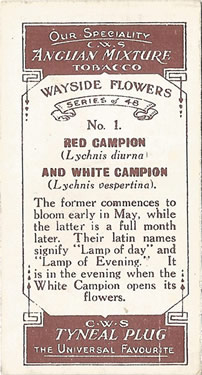 OUR SPECIALITY
C.W.S
ANGLIAN MIXTURE
TOBACCO
WAYSIDE FLOWERS
SERIES OF 48
No. 1.
RED CAMPION
(Lychnis diurna)
AND WHITE CAMPION
(Lychnis vespertina).
The former commences to
bloom early in May, while
the latter is a full month
later. Their latin names
signify "Lamp of day" and
"Lamp of Evening." It
is in the evening when the
White Campion opens its
flowers.
C.W.S
TYNEAL PLUG
THE UNIVERSAL FAVOURITE